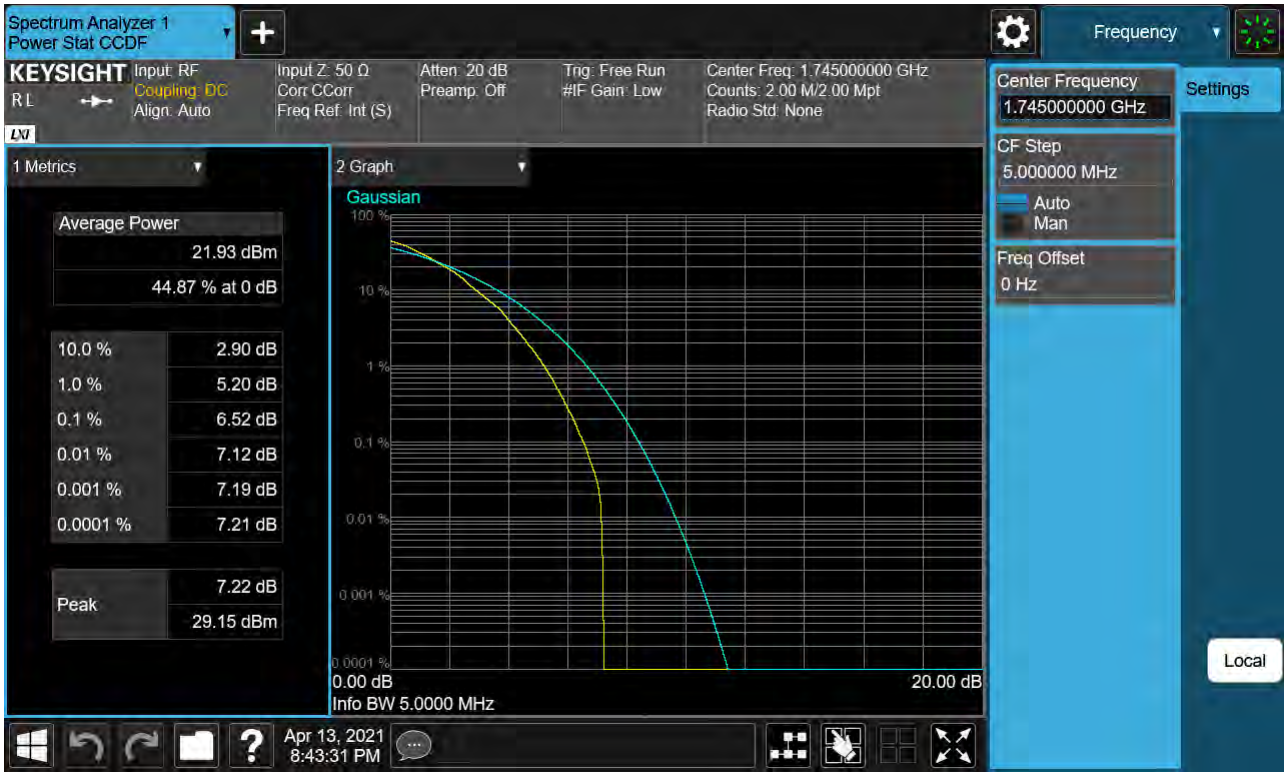 Spectrum Analyzer 1
Power Stat CCDF
+
Frequency
KEYSIGHT
RL
LXI
Input: RF
Coupling: DC
Align: Auto
Input Z: 50 Ω
Corr CCorr
Freq Ref: Int (S)
Atten: 20 dB
Preamp: Off
Trig: Free Run
#IF Gain: Low
Center Freq: 1.745000000 GHz
Counts: 2.00 M/2.00 Mpt
Radio Std: None
Center Frequency
1.745000000 GHz
Settings
CF Step
5.000000 MHz
Auto
Man
Freq Offset
0 Hz
1 Metrics
Average Power
21.93 dBm
44.87 % at 0 dB
10.0 % 2.90 dB
1.0 % 5.20 dB
0.1 % 6.52 dB
0.01 % 7.12 dB
0.001 % 7.19 dB
0.0001 % 7.21 dB
Peak
7.22 dB
29.15 dBm
2 Graph
Gaussian
100 %
10 %
1 %
0.1 %
0.01 %
0.001 %
0.0001 %
0.00 dB
20.00 dB
Info BW 5.0000 MHz
Local
?
Apr 13, 2021
8:43:31 PM